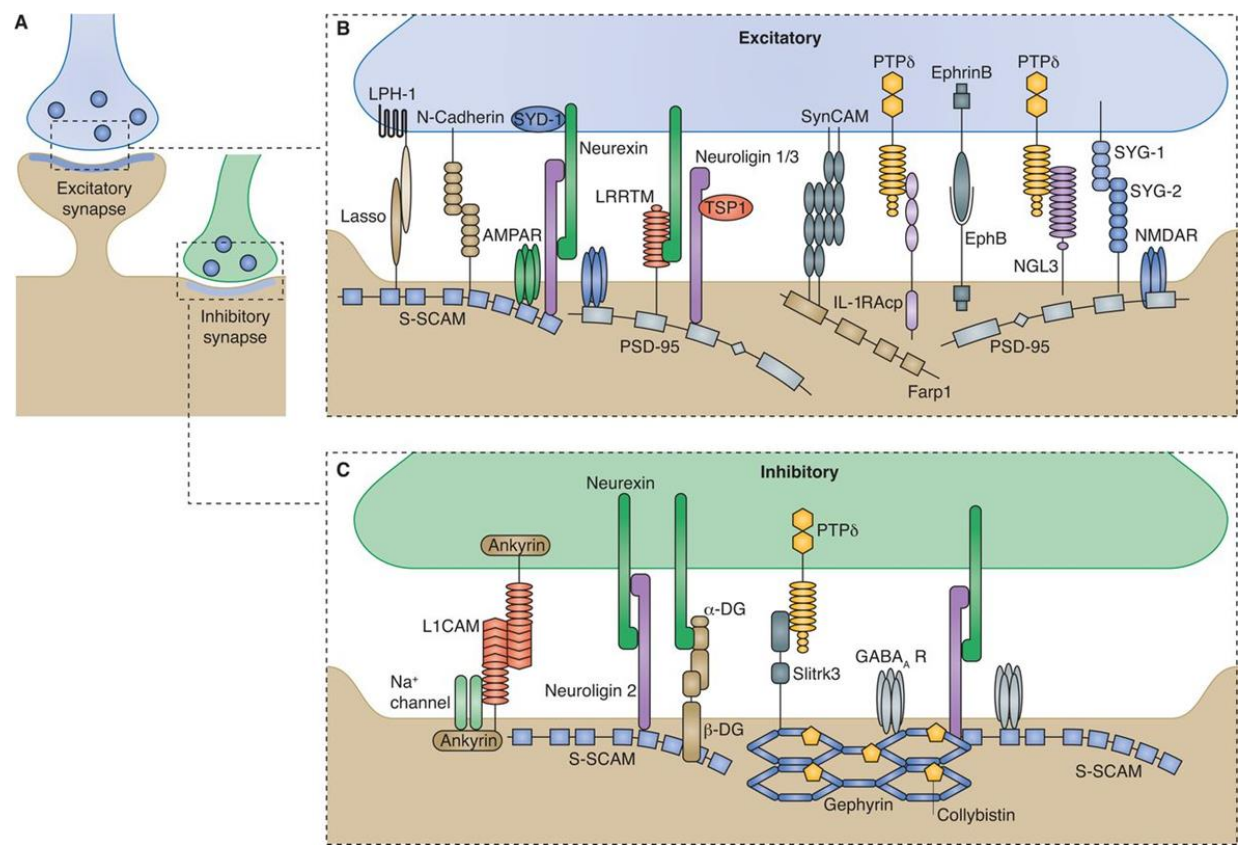 A
Excitatory
synapse
Inhibitory
synapse
B
Excitatory
LPH-1
N-Cadherin
SYD-1
Neurexin
Lasso
AMPAR
S-SCAM
LRRTM
Neuroligin 1/3
TSP1
PSD-95
SynCAM
PTPδ
EphrinB
PTPδ
SYG-1
SYG-2
EphB
NGL3
NMDAR
IL-1RAcp
PSD-95
Farp1
C
Inhibitory
Neurexin
Ankyrin
PTPδ
L1CAM
α-DG
Na⁺
channel
Neuroligin 2
Slitrk3
GABA_A R
β-DG
Ankyrin
S-SCAM
S-SCAM
Gephyrin
Collybistin